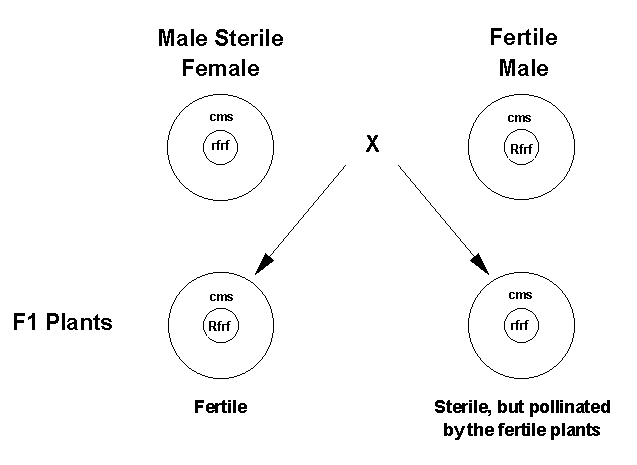 Male Sterile
Female
Fertile
Male
cms
rfrf
X
cms
Rfrf
F1 Plants
cms
Rfrf
cms
rfrf
Fertile
Sterile, but pollinated
by the fertile plants